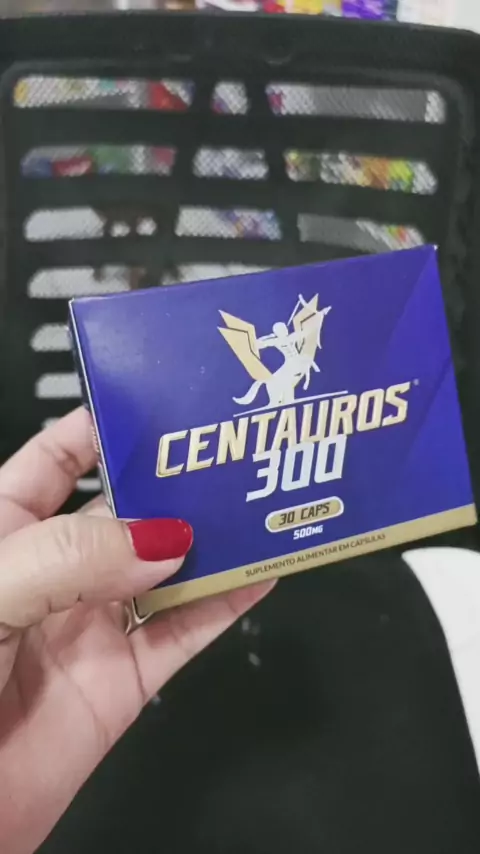 CENTAUROS®
300
30 CAPS
500MG
SUPLEMENTO ALIMENTAR EM CÁPSULAS